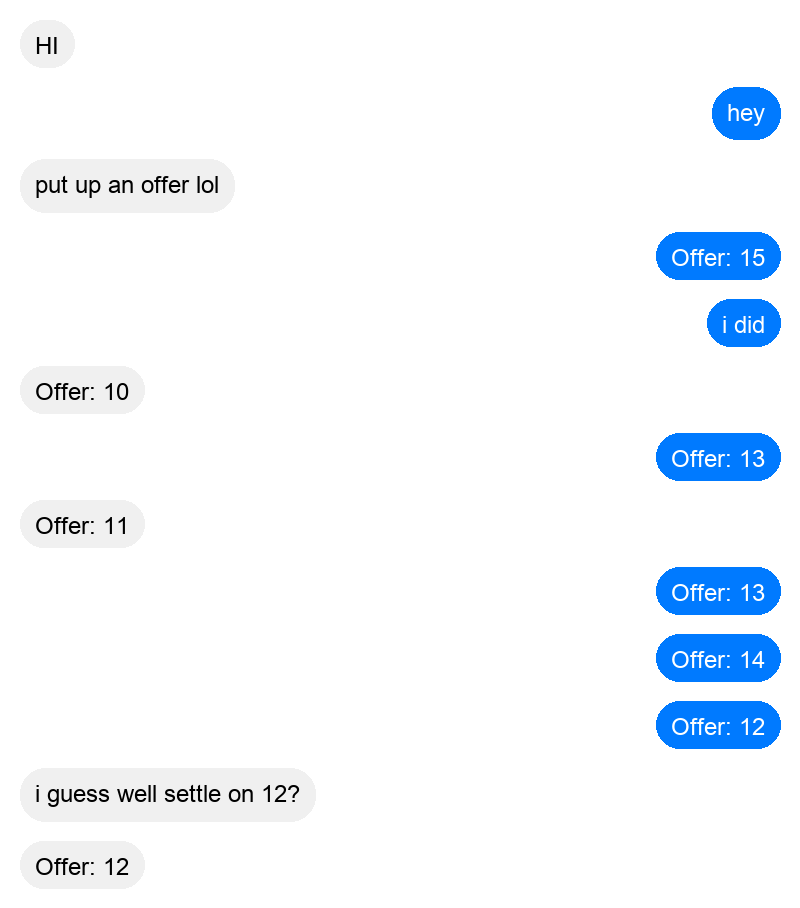 HI
hey
put up an offer lol
Offer: 15
i did
Offer: 10
Offer: 13
Offer: 11
Offer: 13
Offer: 14
Offer: 12
i guess well settle on 12?
Offer: 12